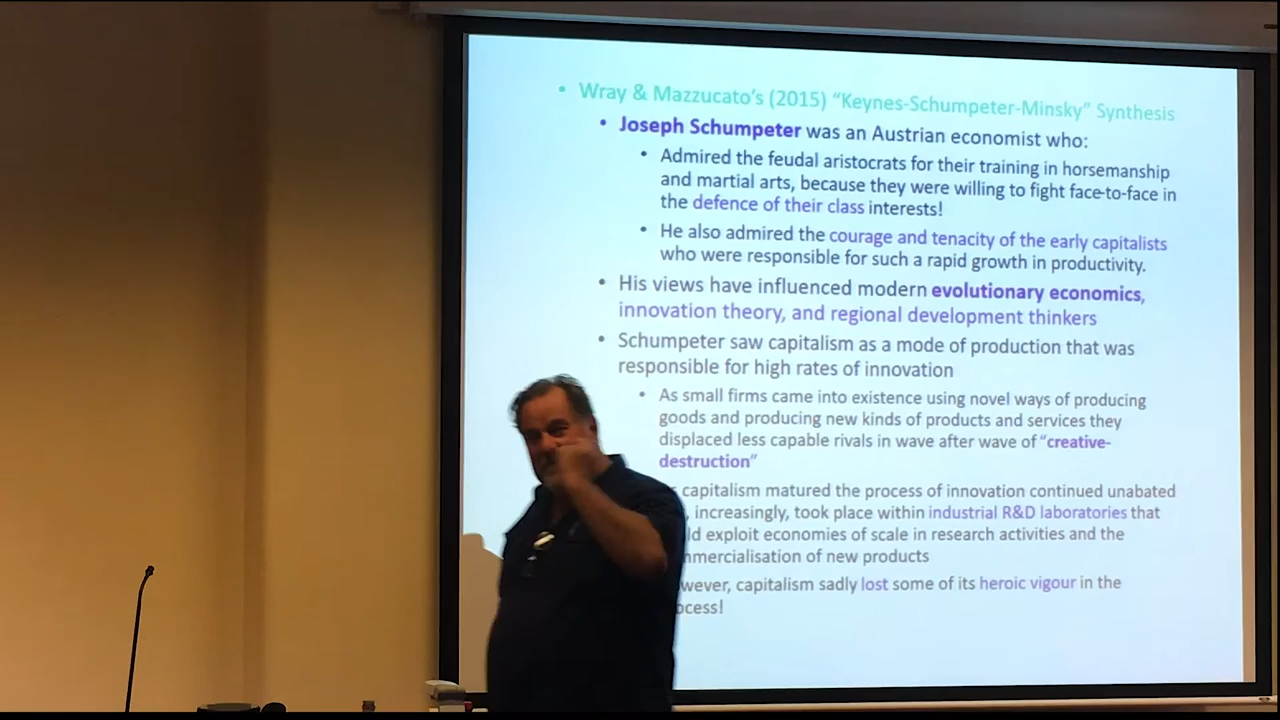 • Wray & Mazzucato's (2015) “Keynes-Schumpeter-Minsky” Synthesis
• Joseph Schumpeter was an Austrian economist who:
• Admired the feudal aristocrats for their training in horsemanship
and martial arts, because they were willing to fight face-to-face in
the defence of their class interests!
• He also admired the courage and tenacity of the early capitalists
who were responsible for such a rapid growth in productivity.
• His views have influenced modern evolutionary economics,
innovation theory, and regional development thinkers
• Schumpeter saw capitalism as a mode of production that was
responsible for high rates of innovation
• As small firms came into existence using novel ways of producing
goods and producing new kinds of products and services they
displaced less capable rivals in wave after wave of “creative-
destruction”
capitalism matured the process of innovation continued unabated
, increasingly, took place within industrial R&D laboratories that
ld exploit economies of scale in research activities and the
mmercialisation of new products
wever, capitalism sadly lost some of its heroic vigour in the
ocess!